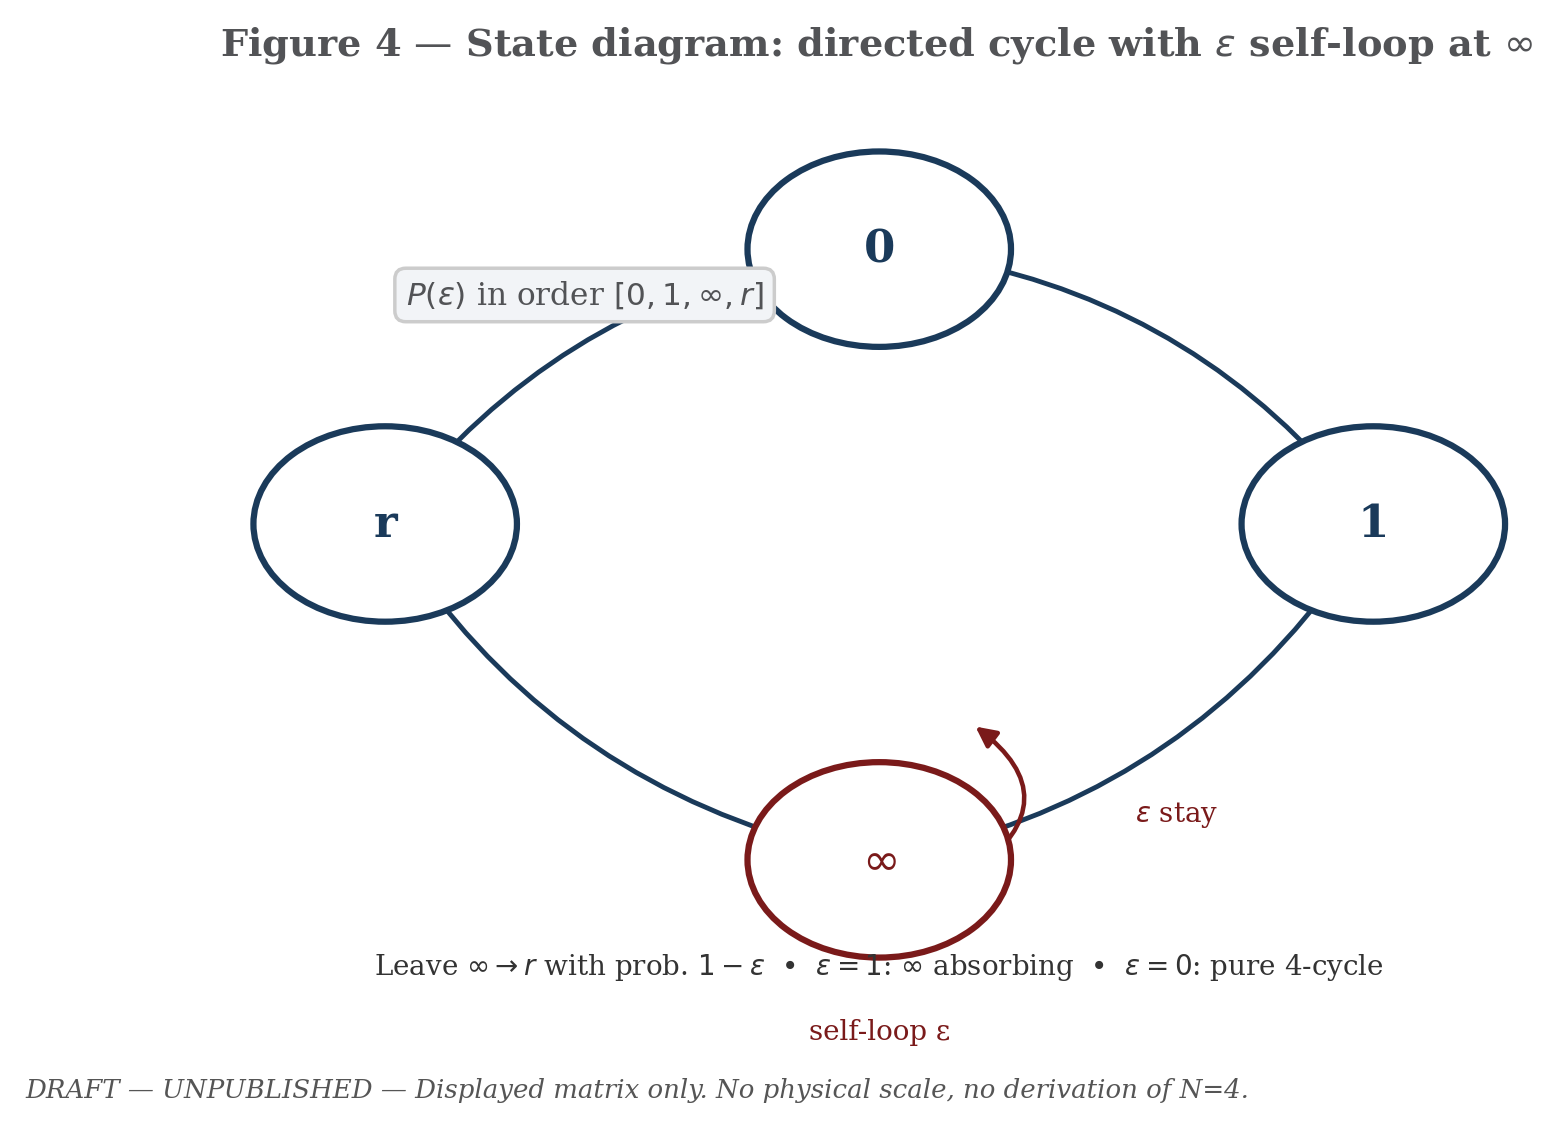 Figure 4 — State diagram: directed cycle with ε self-loop at ∞
0
P(ε) in order [0, 1, ∞, r]
r
1
ε stay
∞
Leave ∞→r with prob. 1 − ε • ε = 1: ∞ absorbing • ε = 0: pure 4-cycle
self-loop ε
DRAFT — UNPUBLISHED — Displayed matrix only. No physical scale, no derivation of N=4.